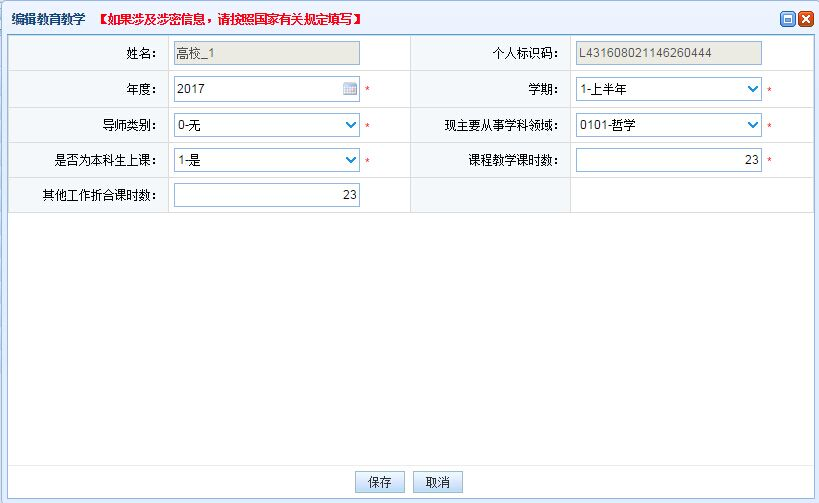 编辑教育教学 【如果涉及涉密信息，请按照国家有关规定填写】
姓名： 高校_1 个人标识码： L431608021146260444
年度： 2017 * 学期： 1-上半年 *
导师类别： 0-无 * 现主要从事学科领域： 0101-哲学 *
是否为本科生上课： 1-是 * 课程教学课时数： 23 *
其他工作折合课时数： 23
保存 取消